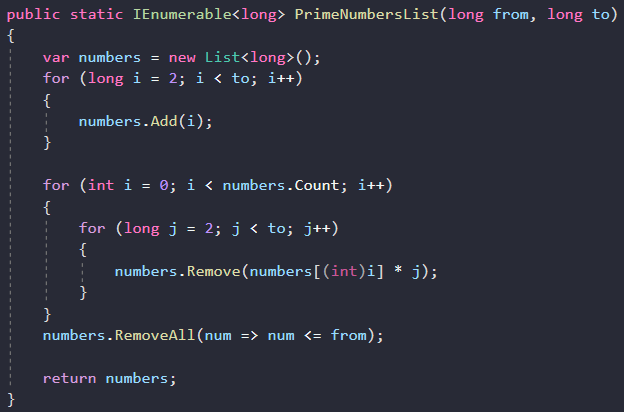 public static IEnumerable<long> PrimeNumbersList(long from, long to)
{
    var numbers = new List<long>();
    for (long i = 2; i < to; i++)
    {
        numbers.Add(i);
    }

    for (int i = 0; i < numbers.Count; i++)
    {
        for (long j = 2; j < to; j++)
        {
            numbers.Remove(numbers[(int)i] * j);
        }
    }
    numbers.RemoveAll(num => num <= from);

    return numbers;
}